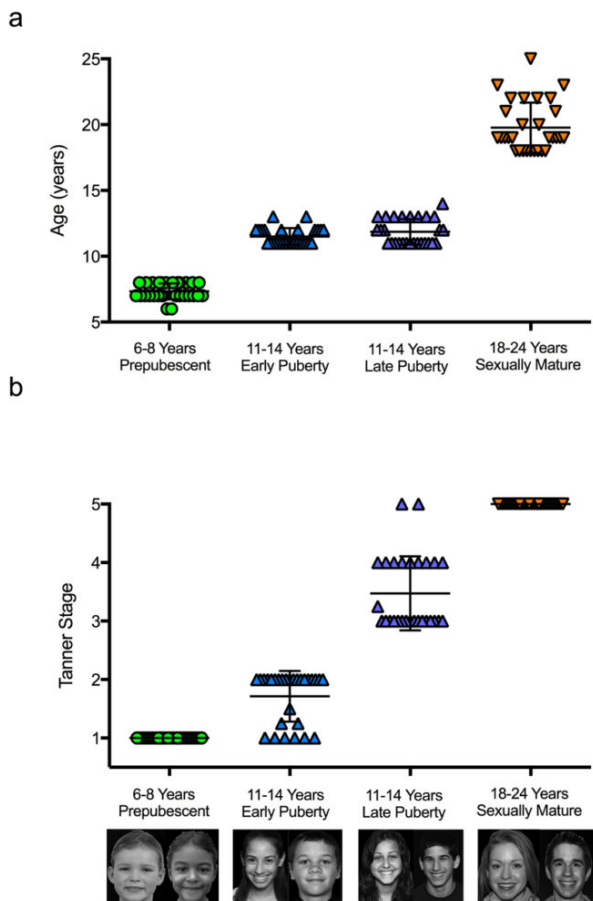 a
Age (years)
25
20
15
10
5
6-8 Years
Prepubescent
11-14 Years
Early Puberty
11-14 Years
Late Puberty
18-24 Years
Sexually Mature
b
Tanner Stage
5
4
3
2
1
6-8 Years
Prepubescent
11-14 Years
Early Puberty
11-14 Years
Late Puberty
18-24 Years
Sexually Mature